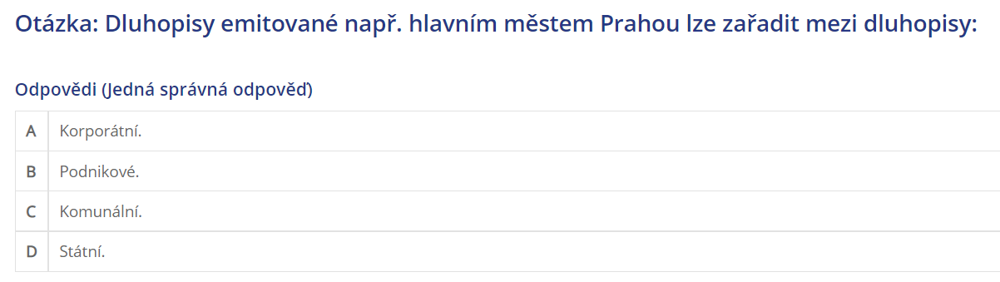 Otázka: Dluhopisy emitované např. hlavním městem Prahou lze zařadit mezi dluhopisy:
Odpovědi (Jedná správná odpověď)
A Korporátní.
B Podnikové.
C Komunální.
D Státní.